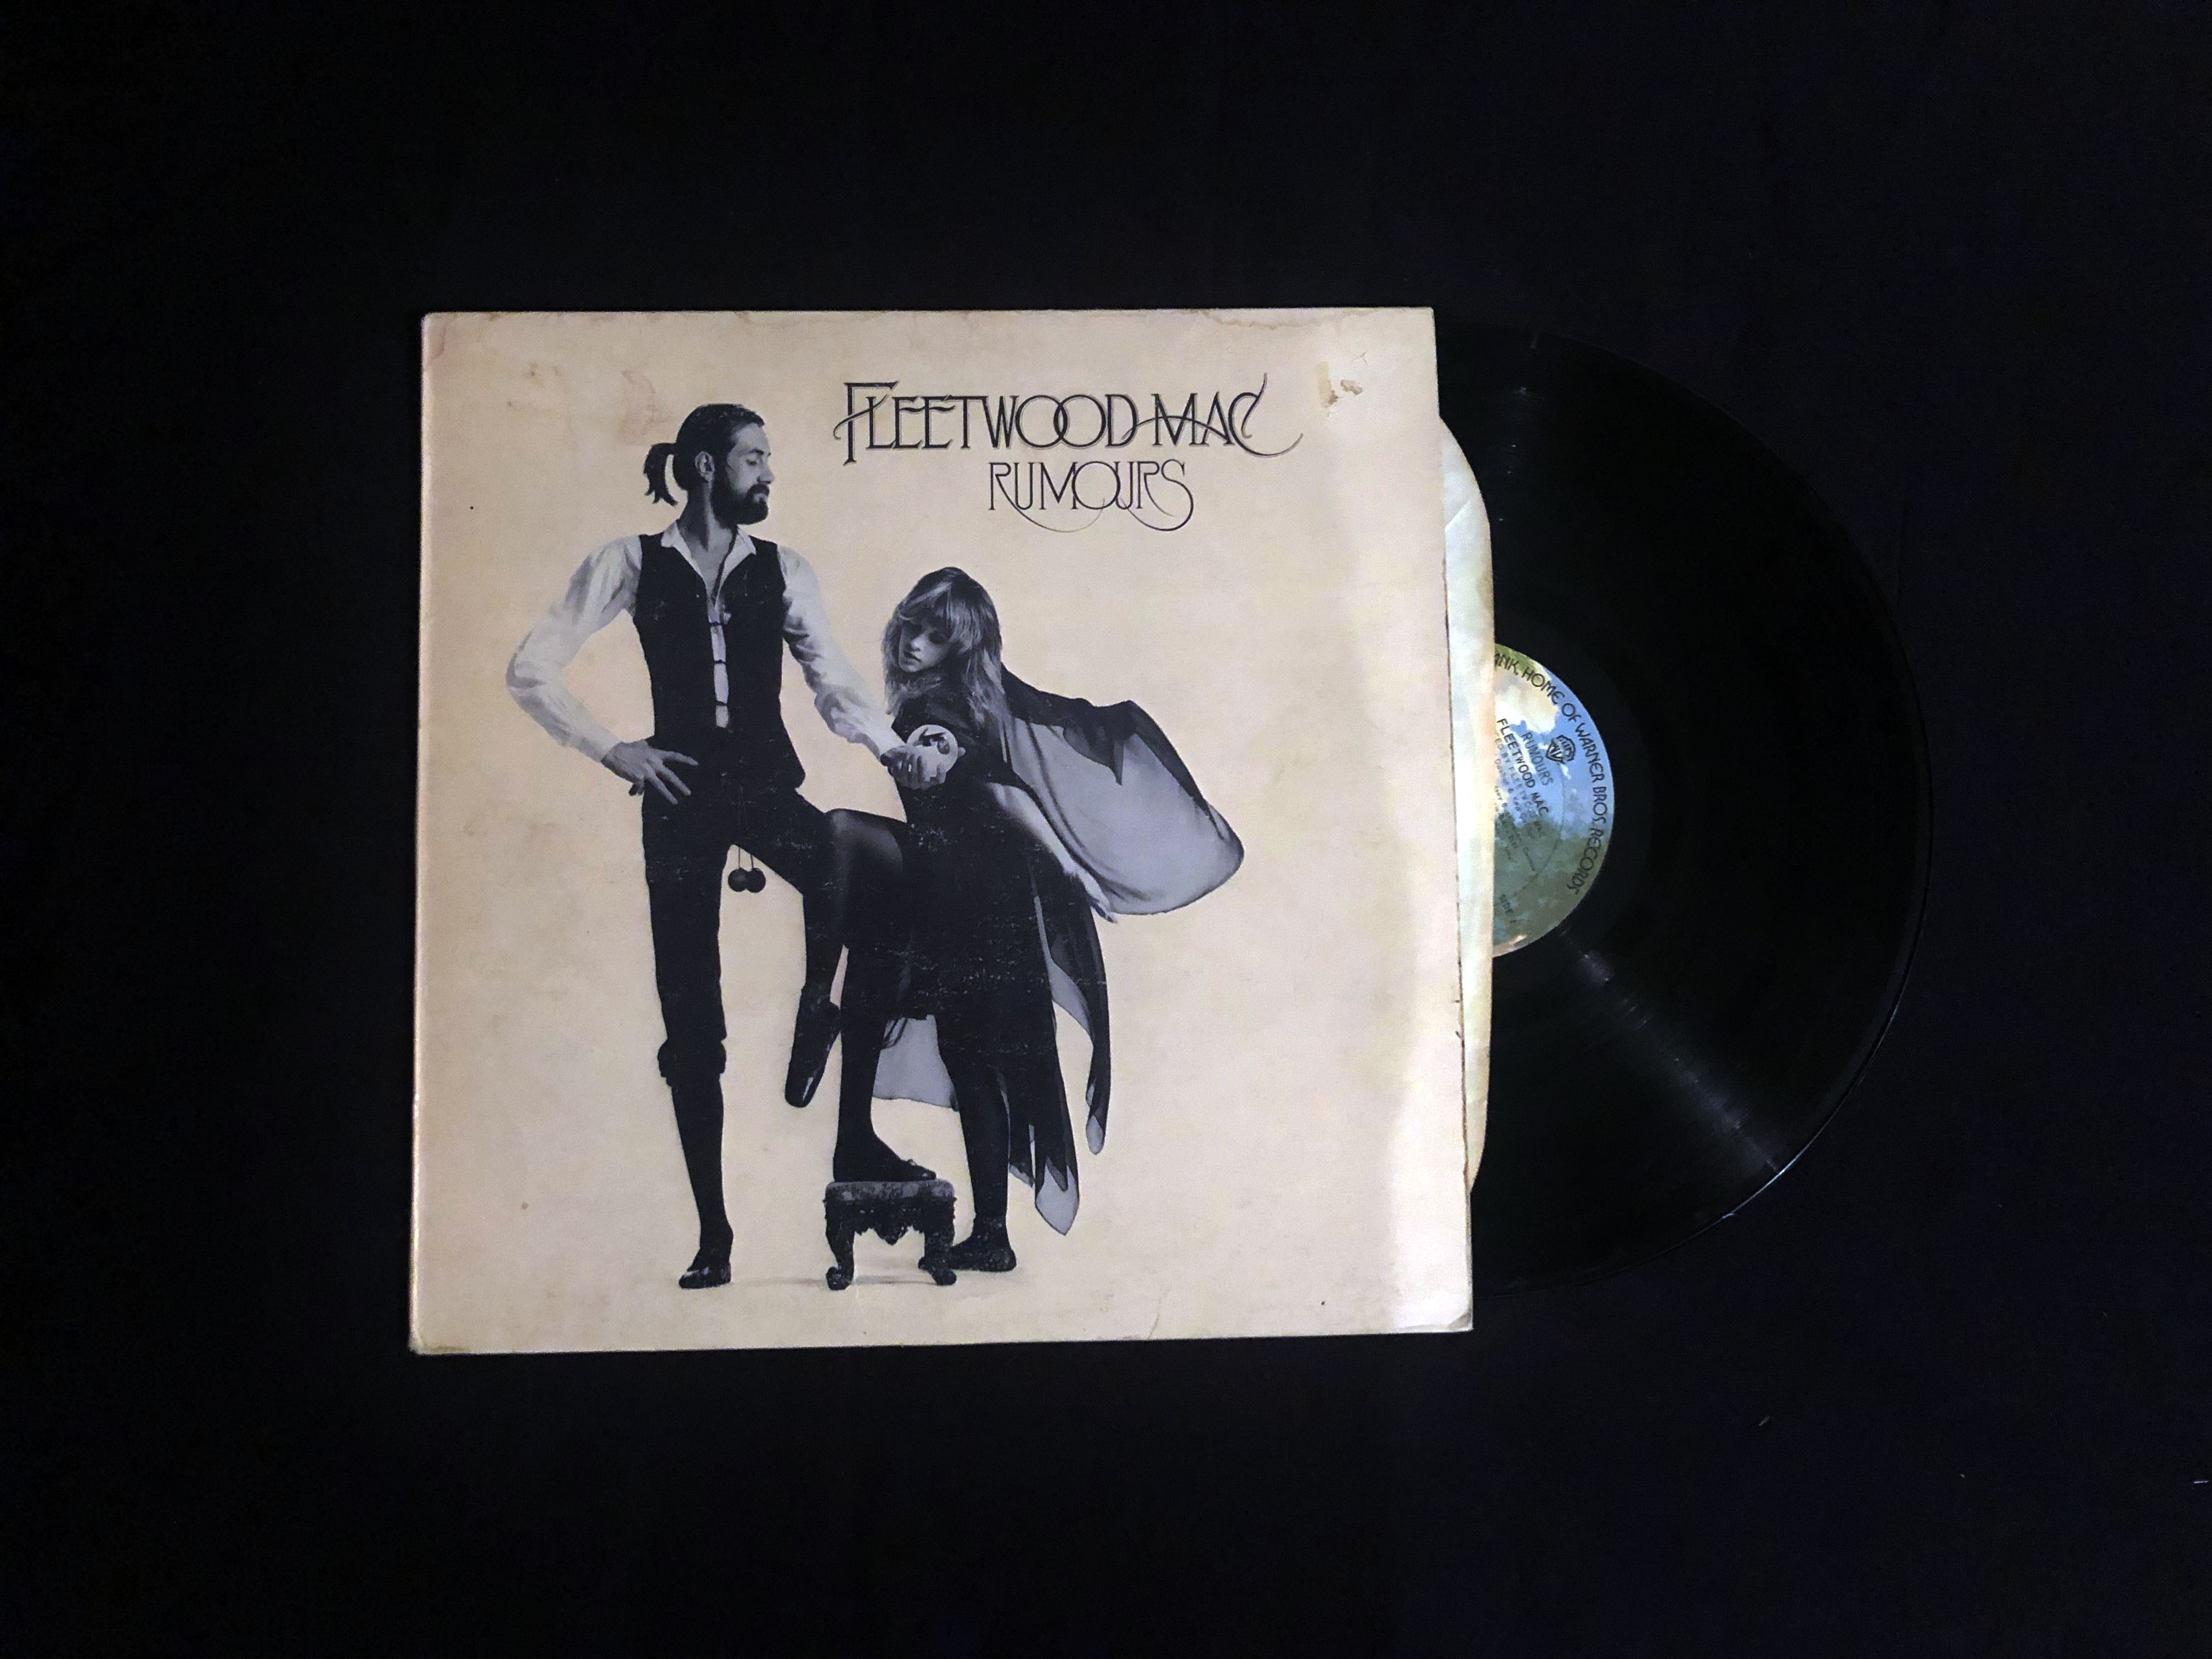 FLEETWOOD MAC
RUMOURS
HOME OF WARNER BROS. RECORDS
RUMOURS
FLEETWOOD MAC